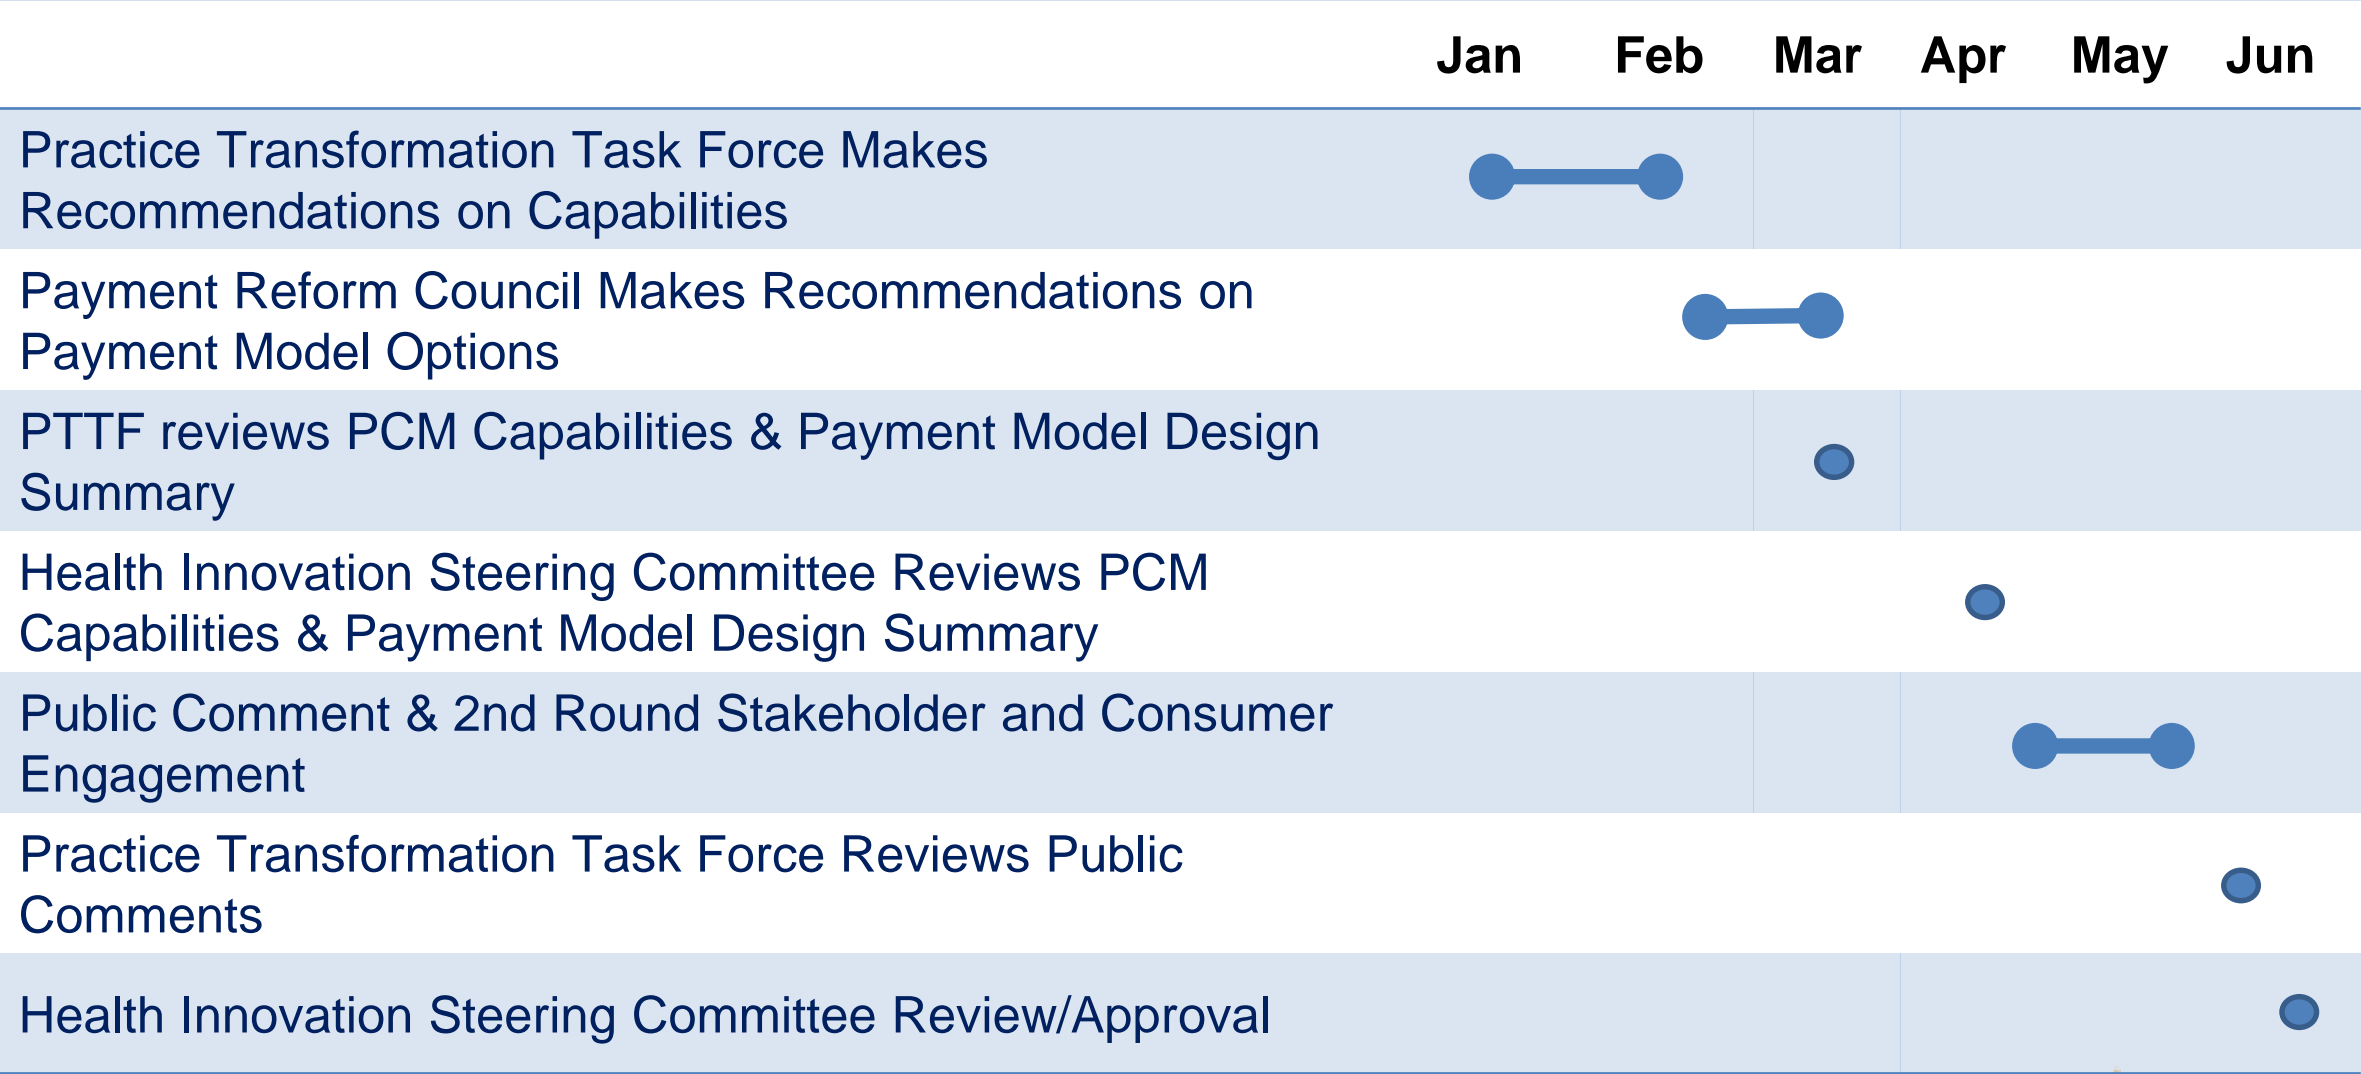 Jan Feb Mar Apr May Jun
Practice Transformation Task Force Makes
Recommendations on Capabilities
Payment Reform Council Makes Recommendations on
Payment Model Options
PTTF reviews PCM Capabilities & Payment Model Design
Summary
Health Innovation Steering Committee Reviews PCM
Capabilities & Payment Model Design Summary
Public Comment & 2nd Round Stakeholder and Consumer
Engagement
Practice Transformation Task Force Reviews Public
Comments
Health Innovation Steering Committee Review/Approval